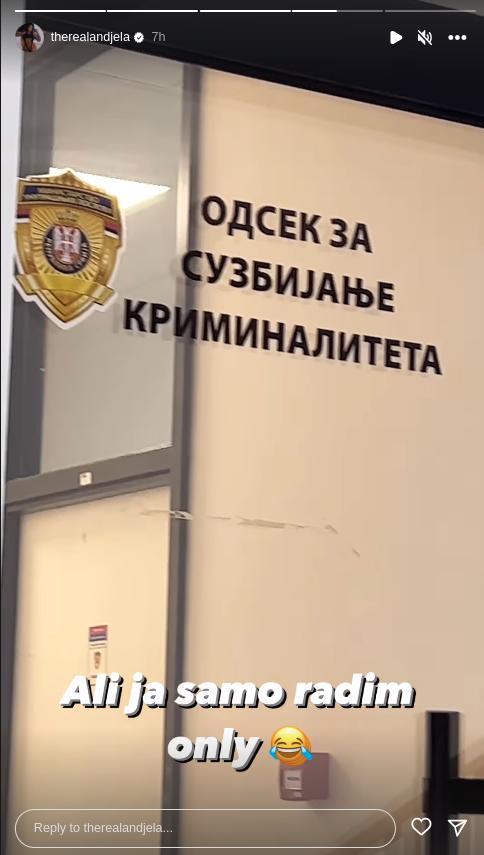 therealandjela 7h
ОДСЕК ЗА
СУЗБИЈАЊЕ
КРИМИНАЛИТЕТА
Ali ja samo radim
only 😂
Reply to therealandjela...